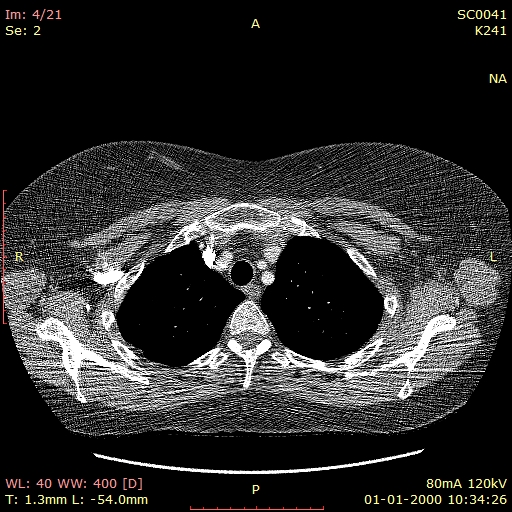 Im: 4/21
Se: 2
A
SC0041
K241
NA
R
L
WL: 40 WW: 400 [D]
T: 1.3mm L: -54.0mm
P
80mA 120kV
01-01-2000 10:34:26